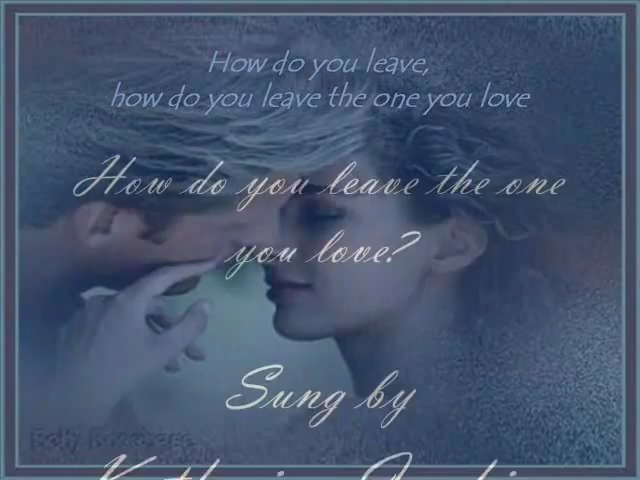 How do you leave,
how do you leave the one you love
How do you leave the one
you love?
Sung by